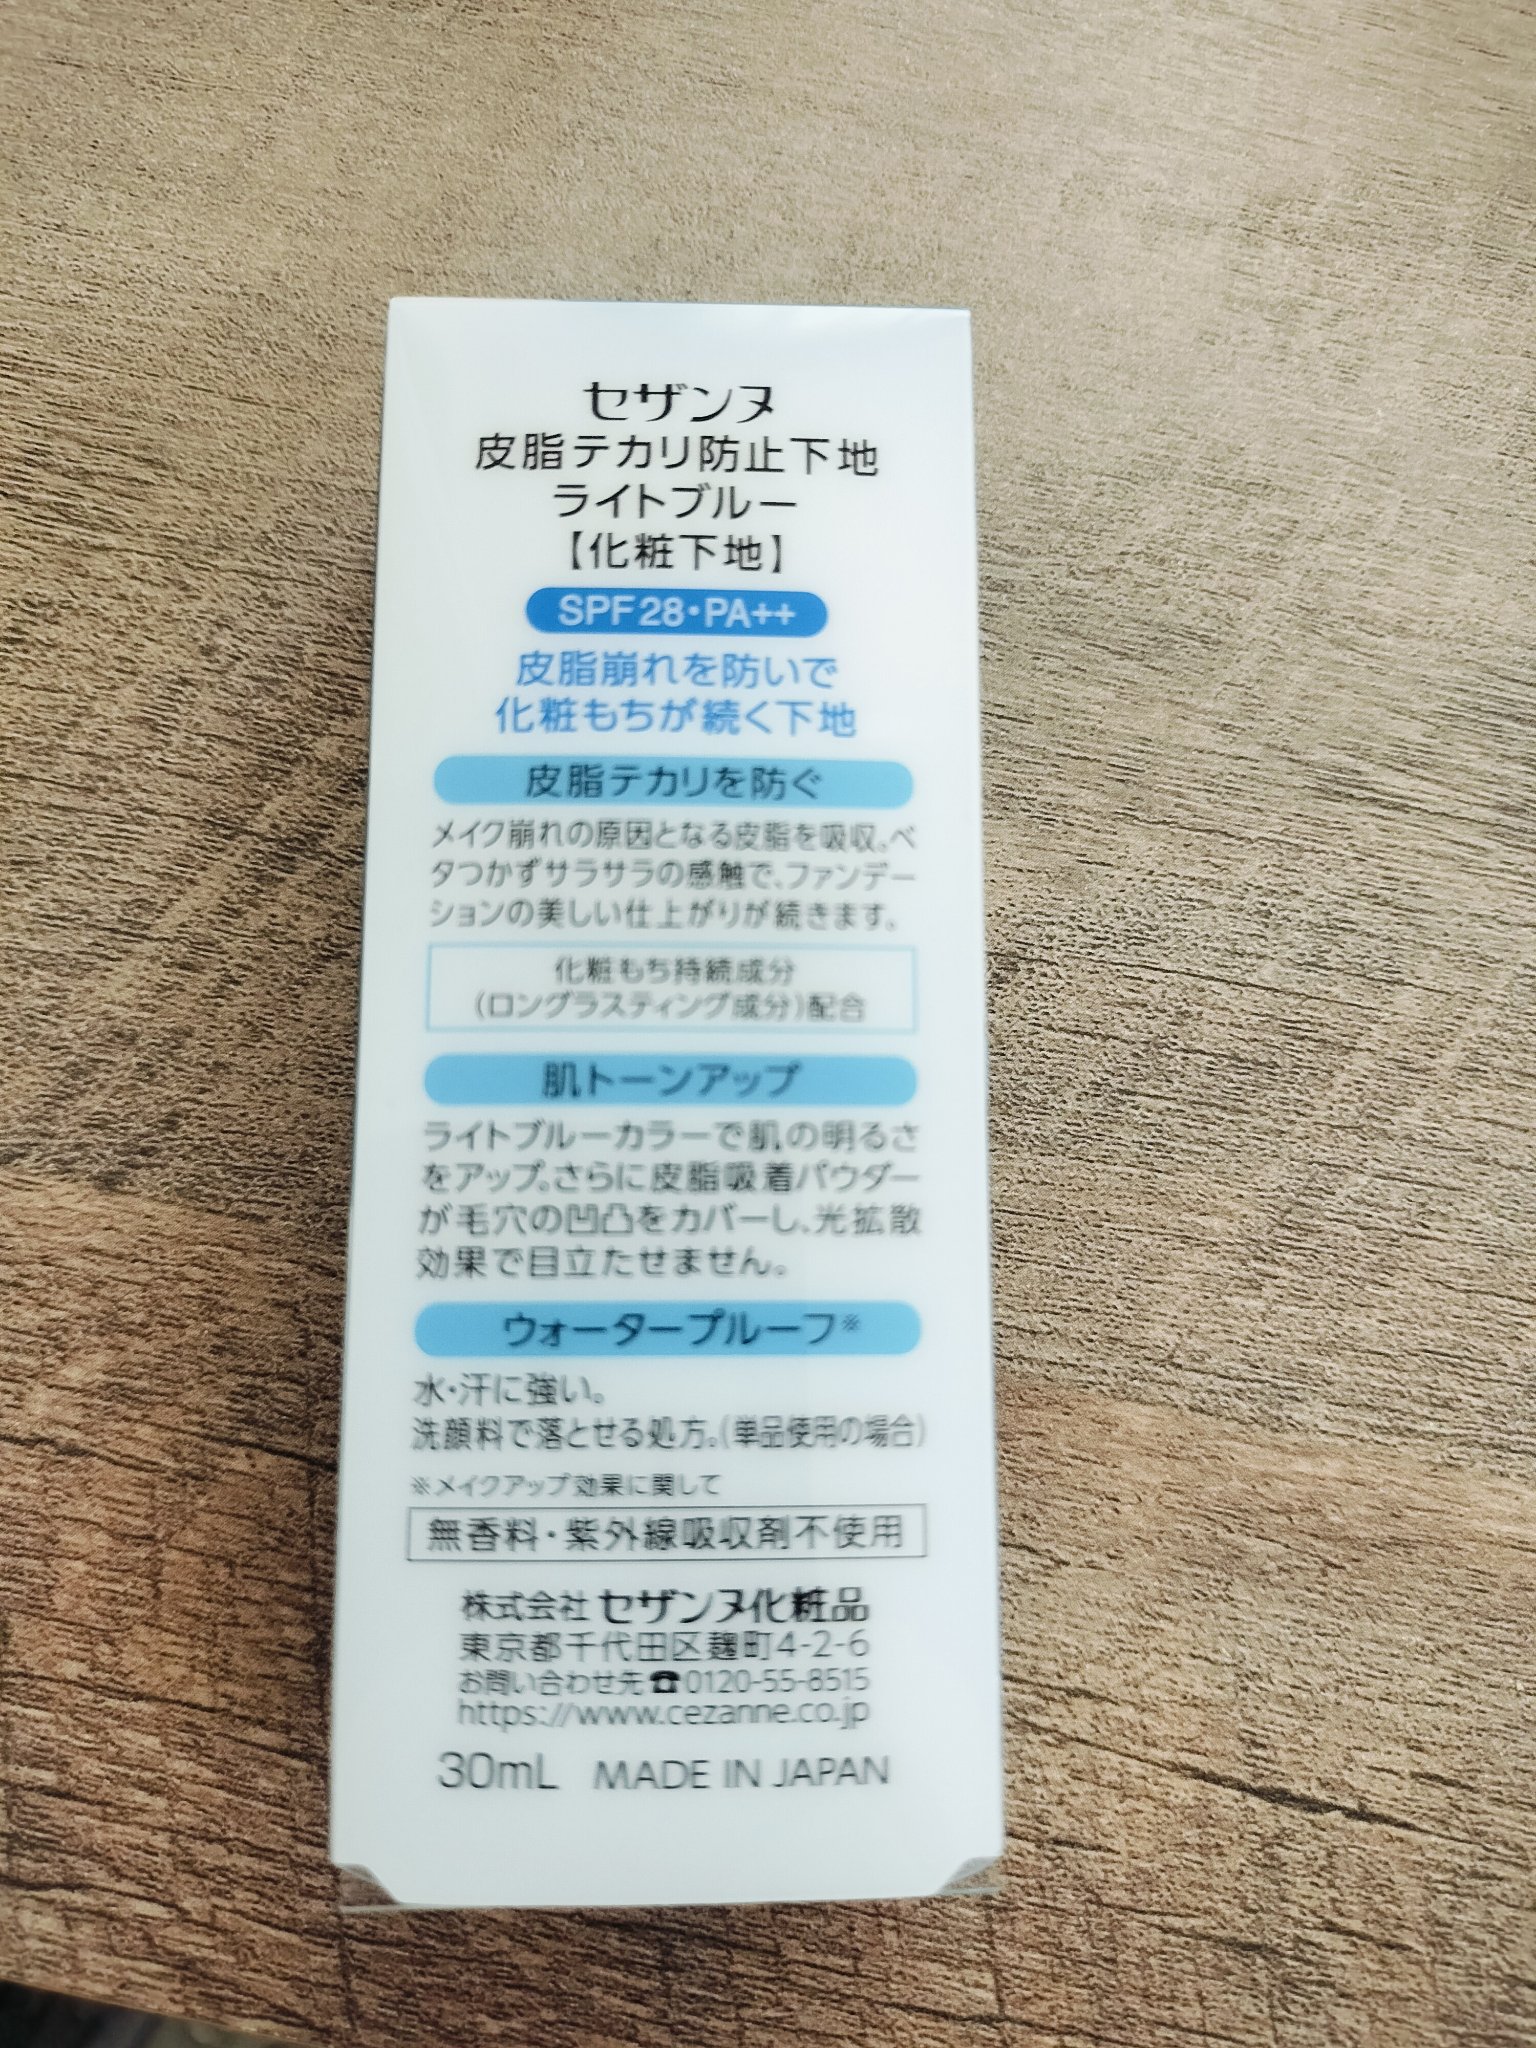 セザンヌ
皮脂テカリ防止下地
ライトブルー
【化粧下地】
SPF28・PA++
皮脂崩れを防いで
化粧もちが続く下地
皮脂テカリを防ぐ
メイク崩れの原因となる皮脂を吸収。ベ
タつかずサラサラの感触で、ファンデー
ションの美しい仕上がりが続きます。
化粧もち持続成分
(ロングラスティング成分)配合
肌トーンアップ
ライトブルーカラーで肌の明るさ
をアップ。さらに皮脂吸着パウダー
が毛穴の凹凸をカバーし、光拡散
効果で目立たせません。
ウォータープルーフ※
水・汗に強い。
洗顔料で落とせる処方。(単品使用の場合)
※メイクアップ効果に関して
無香料・紫外線吸収剤不使用
株式会社 セザンヌ化粧品
東京都千代田区麹町4-2-6
お問い合わせ先☎0120-55-8515
https://www.cezanne.co.jp
30mL MADE IN JAPAN